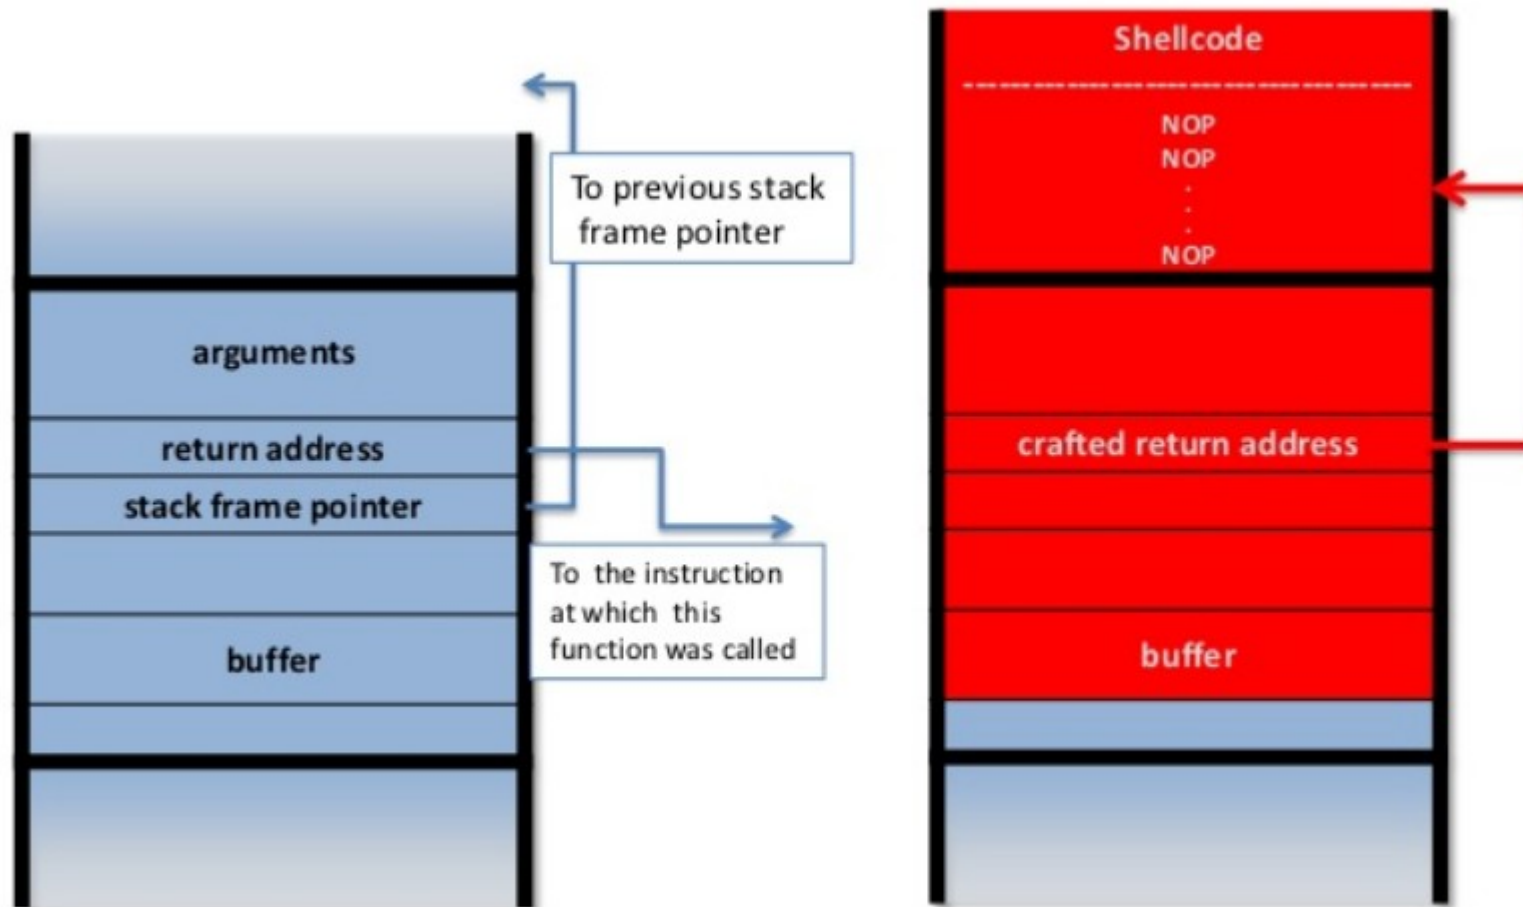 To previous stack
frame pointer
arguments
return address
stack frame pointer
To the instruction
at which this
function was called
buffer
Shellcode
----------------------------------------
NOP
NOP
.
.
.
NOP
crafted return address
buffer